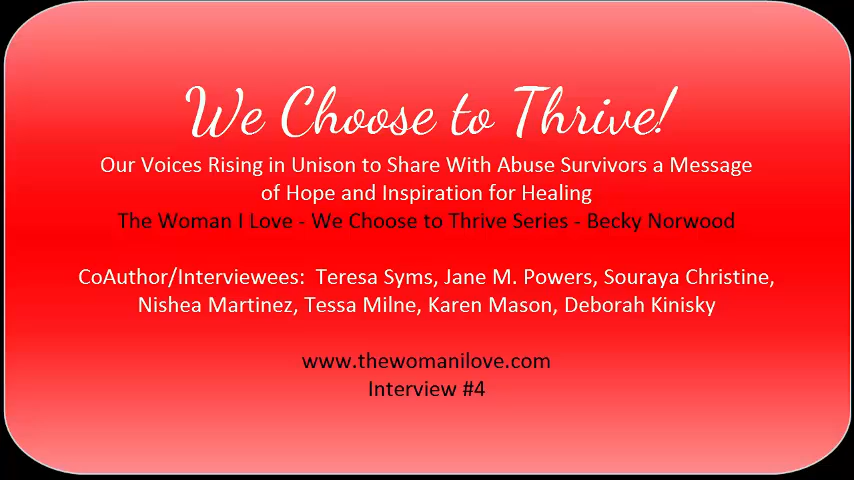 We Choose to Thrive!
Our Voices Rising in Unison to Share With Abuse Survivors a Message
of Hope and Inspiration for Healing
The Woman I Love - We Choose to Thrive Series - Becky Norwood
CoAuthor/Interviewees:  Teresa Syms, Jane M. Powers, Souraya Christine,
Nishea Martinez, Tessa Milne, Karen Mason, Deborah Kinisky
www.thewomanilove.com
Interview #4